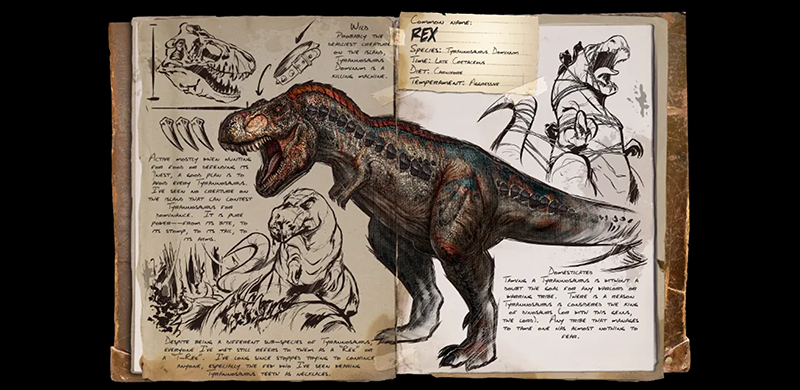 Wild
Probably the
deadliest creature
on the island,
Tyrannosaurus
Dominum is a
killing machine.
Active mostly when hunting
for food or defending its
nest, a good plan is to
avoid every Tyrannosaurus.
I've seen no creature on
the island that can contest
Tyrannosaurus for
dominance. It is pure
power--from its bite, to
its stomp, to its tail, to
its arms.
Despite being a different sub-species of Tyrannosaurus,
everyone I've met still refers to them as a "Rex" or
"T-Rex". I've long since stopped trying to convince
anyone, especially the few who I've seen wearing
Tyrannosaurus teeth as necklaces.
Common name:
REX
Species: Tyrannosaurus Dominum
Time: Late Cretaceous
Diet: Carnivore
Temperament: Aggressive
Domesticated
Taming a Tyrannosaurus is without a
doubt the goal for any warlord or
warring tribe. There is a reason
Tyrannosaurus is considered the king
of dinosaurs (or with this genus,
the lord). Any tribe that manages
to tame one has almost nothing to
fear.